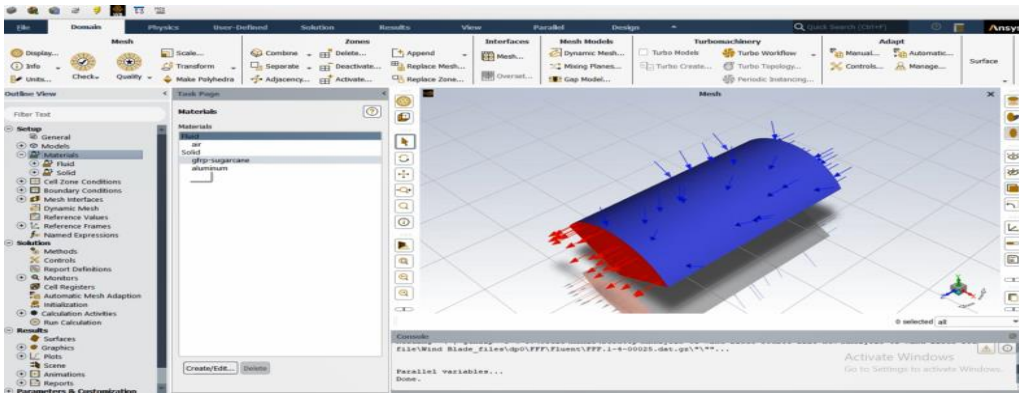 File Domain Physics User-Defined Solution Results View Parallel Design Quick Search (Ctrl+F) Ansys
Mesh Zones Interfaces Mesh Models Turbomachinery Adapt Surface
Display... Scale... Combine Delete... Append Mesh... Dynamic Mesh... Turbo Models Turbo Workflow Manual... Automatic...
Info Transform Separate Deactivate... Replace Mesh... Mixing Planes... Turbo Create... Turbo Topology... Controls... Manage...
Units... Check Quality Make Polyhedra Adjacency... Activate... Replace Zone... Overset... Gap Model... Periodic Instancing...
Outline View
Filter Text
Setup
General
Models
Materials
Fluid
Solid
Cell Zone Conditions
Boundary Conditions
Mesh Interfaces
Dynamic Mesh
Reference Values
Reference Frames
Named Expressions
Solution
Methods
Controls
Report Definitions
Monitors
Cell Registers
Automatic Mesh Adaption
Initialization
Calculation Activities
Run Calculation
Results
Surfaces
Graphics
Plots
Scene
Animations
Reports
Parameters & Customization
Task Page
Materials
Materials
Fluid
air
Solid
gfrp-sugarcane
aluminum
Create/Edit... Delete
Mesh
0 selected all
Console
file\Wind Blade_files\dp0\FFF\Fluent\FFF.1-4-00025.dat.gz\"\""...
Parallel variables...
Done.
Activate Windows
Go to Settings to activate Windows.